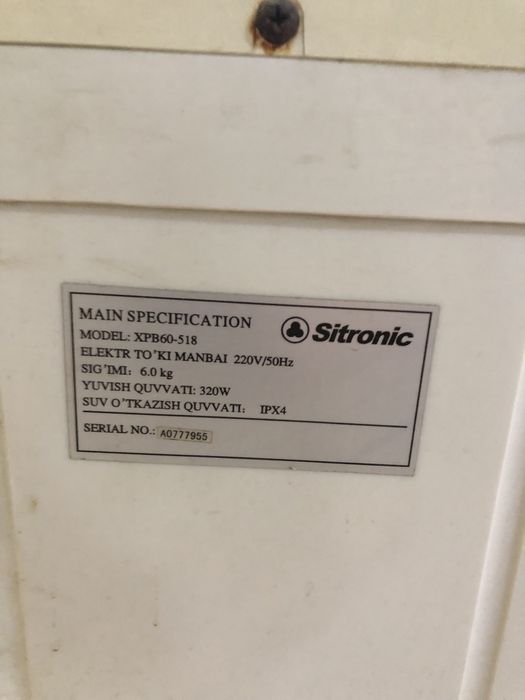 MAIN SPECIFICATION
Sitronic
MODEL: XPB60-518
ELEKTR TO'KI MANBAI 220V/50Hz
SIG'IMI: 6.0 kg
YUVISH QUVVATI: 320W
SUV O'TKAZISH QUVVATI: IPX4
SERIAL NO.: A0777955